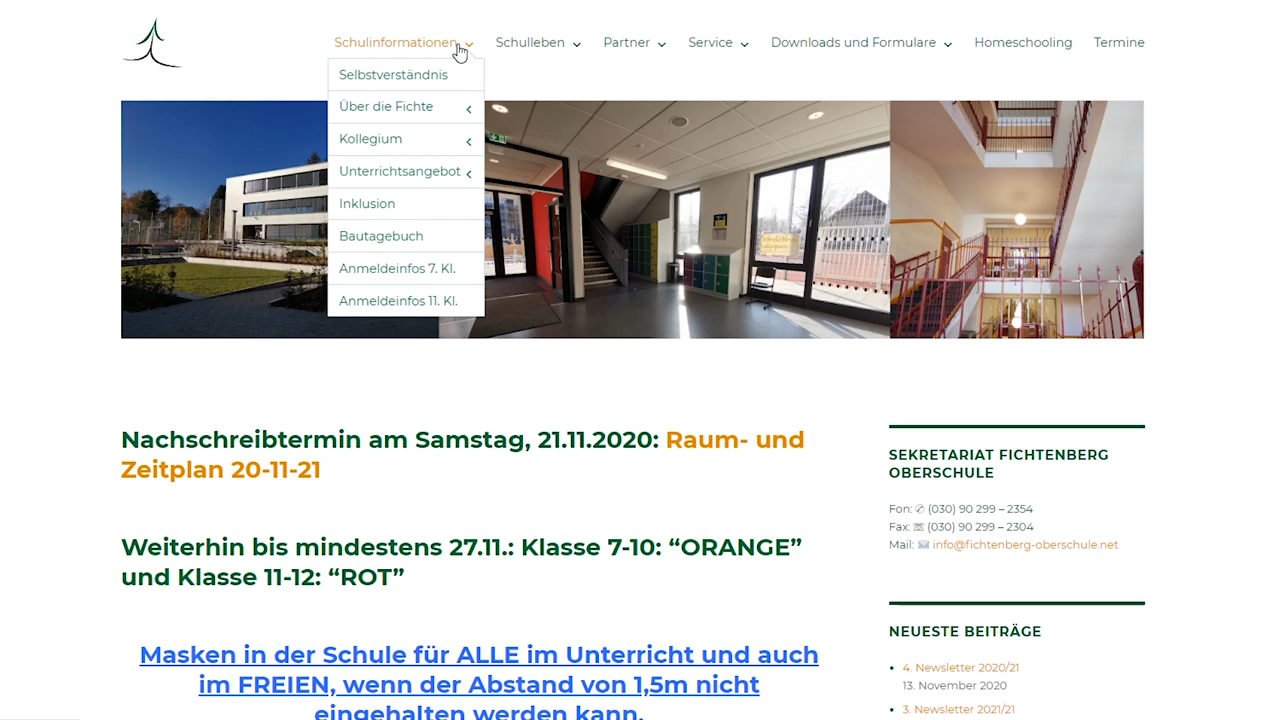 Schulinformationen
Schulleben
Partner
Service
Downloads und Formulare
Homeschooling
Termine
Selbstverständnis
Über die Fichte
Kollegium
Unterrichtsangebot
Inklusion
Bautagebuch
Anmeldeinfos 7. Kl.
Anmeldeinfos 11. Kl.
Nachschreibtermin am Samstag, 21.11.2020: Raum- und
Zeitplan 20-11-21
Weiterhin bis mindestens 27.11.: Klasse 7-10: “ORANGE”
und Klasse 11-12: “ROT”
Masken in der Schule für ALLE im Unterricht und auch
im FREIEN, wenn der Abstand von 1,5m nicht
eingehalten werden kann.
SEKRETARIAT FICHTENBERG
OBERSCHULE
Fon: ✆ (030) 90 299 – 2354
Fax: ☏ (030) 90 299 – 2304
Mail: ✉ info@fichtenberg-oberschule.net
NEUESTE BEITRÄGE
4. Newsletter 2020/21
13. November 2020
3. Newsletter 2021/21